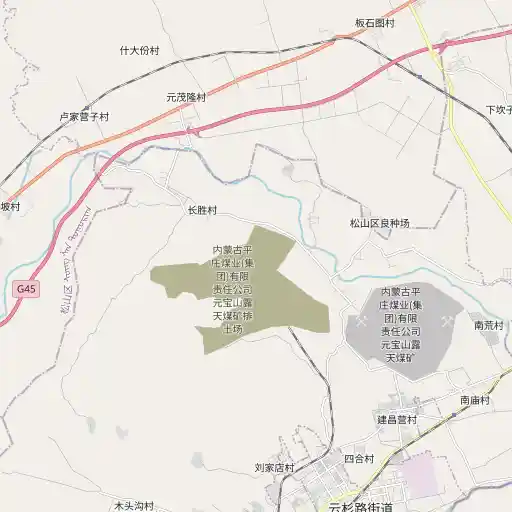 板石图村
什大份村
元茂隆村
卢家营子村
下坎子
坡村
长胜村
松山区良种场
内蒙古平
庄煤业(集
团)有限
责任公司
元宝山露
天煤矿排
土场
G45
松山区
内蒙古平
庄煤业(集
团)有限
责任公司
元宝山露
天煤矿
南荒村
南庙村
建昌营村
四合村
刘家店村
木头沟村
云杉路街道